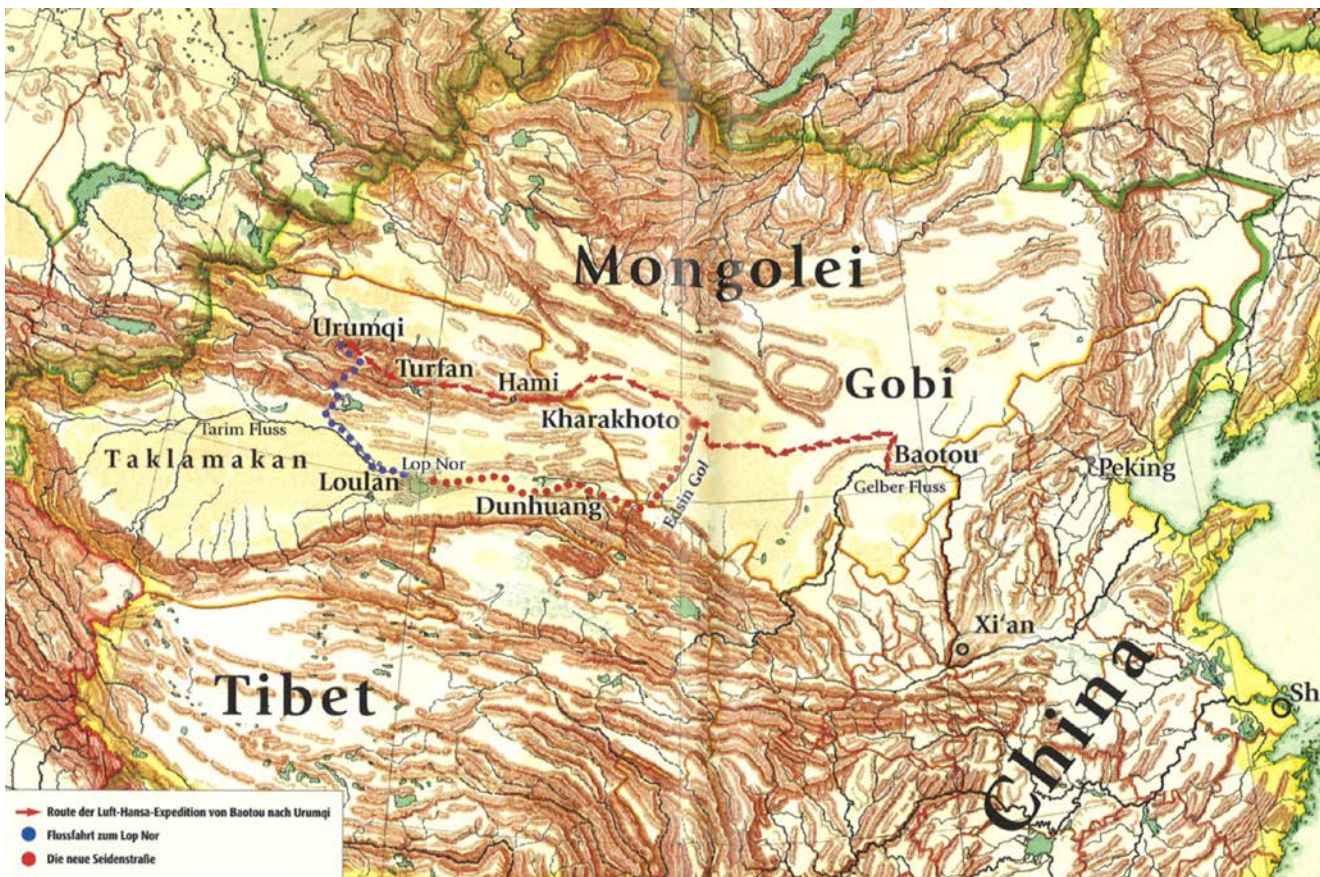 Mongolei
Urumqi
Turfan
Hami
Gobi
Kharakhoto
Tarim Fluss
Baotou
Taklamakan
Lop Nor
Peking
Loulan
Gelber Fluss
Dunhuang
Edsin Gol
Xi'an
Tibet
China
Sh
Route der Luft-Hansa-Expedition von Baotou nach Urumqi
Flussfahrt zum Lop Nor
Die neue Seidenstraße